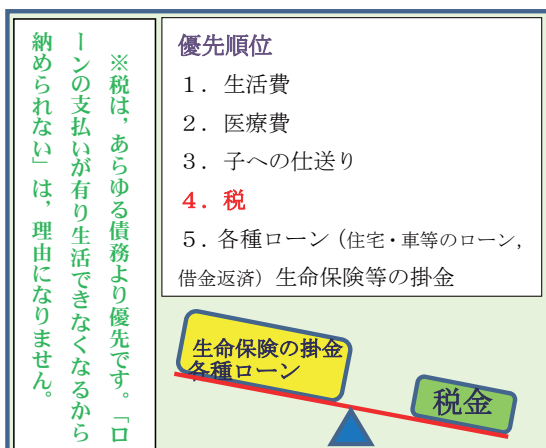 ※税は，あらゆる債務より優先です。「ロ
ーンの支払いが有り生活できなくなるから
納められない」は，理由になりません。
優先順位
１．生活費
２．医療費
３．子への仕送り
４．税
５．各種ローン（住宅・車等のローン，
借金返済）生命保険等の掛金
生命保険の掛金
各種ローン
税金